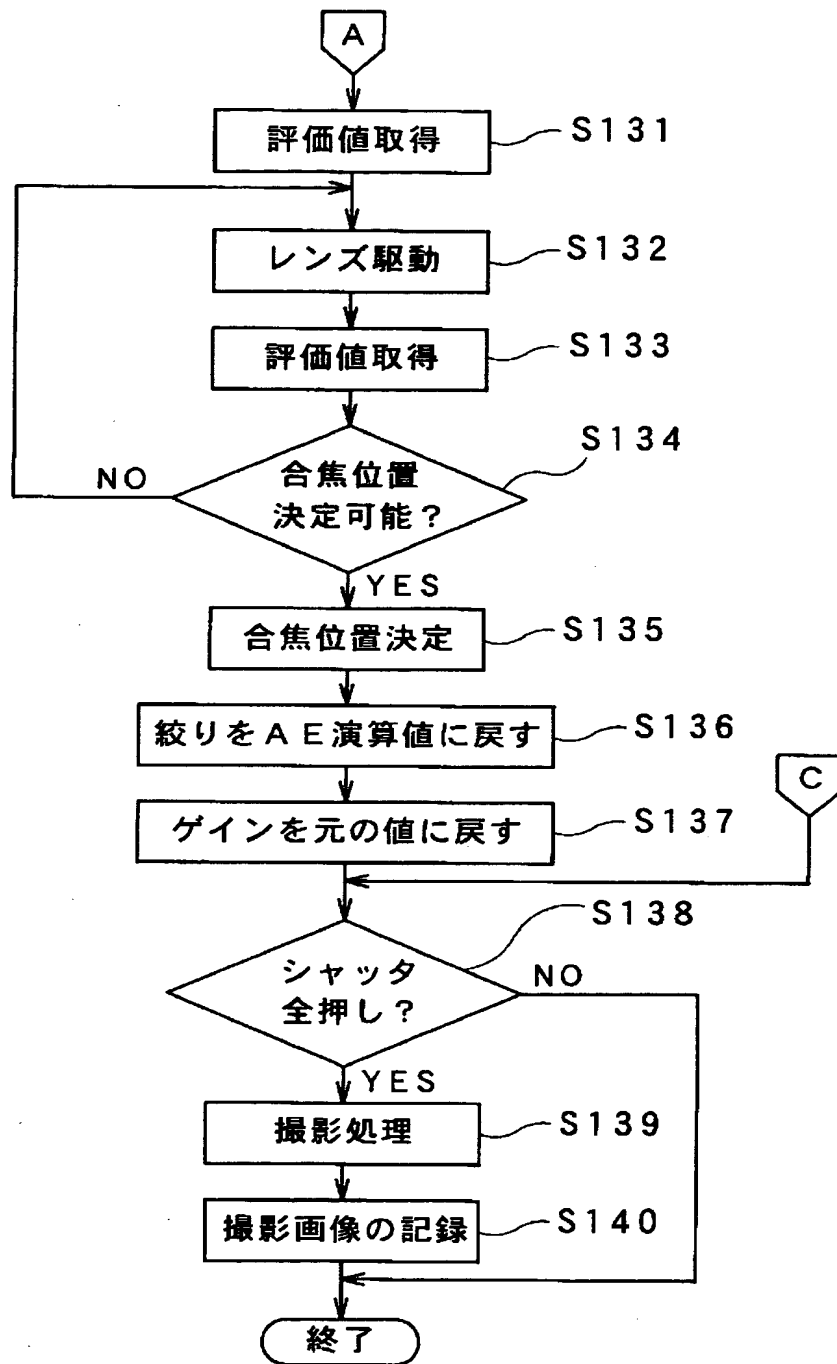 A
評価値取得
S131
レンズ駆動
S132
評価値取得
S133
合焦位置
決定可能？
S134
NO
YES
合焦位置決定
S135
絞りをＡＥ演算値に戻す
S136
C
ゲインを元の値に戻す
S137
シャッタ
全押し？
S138
NO
YES
撮影処理
S139
撮影画像の記録
S140
終了